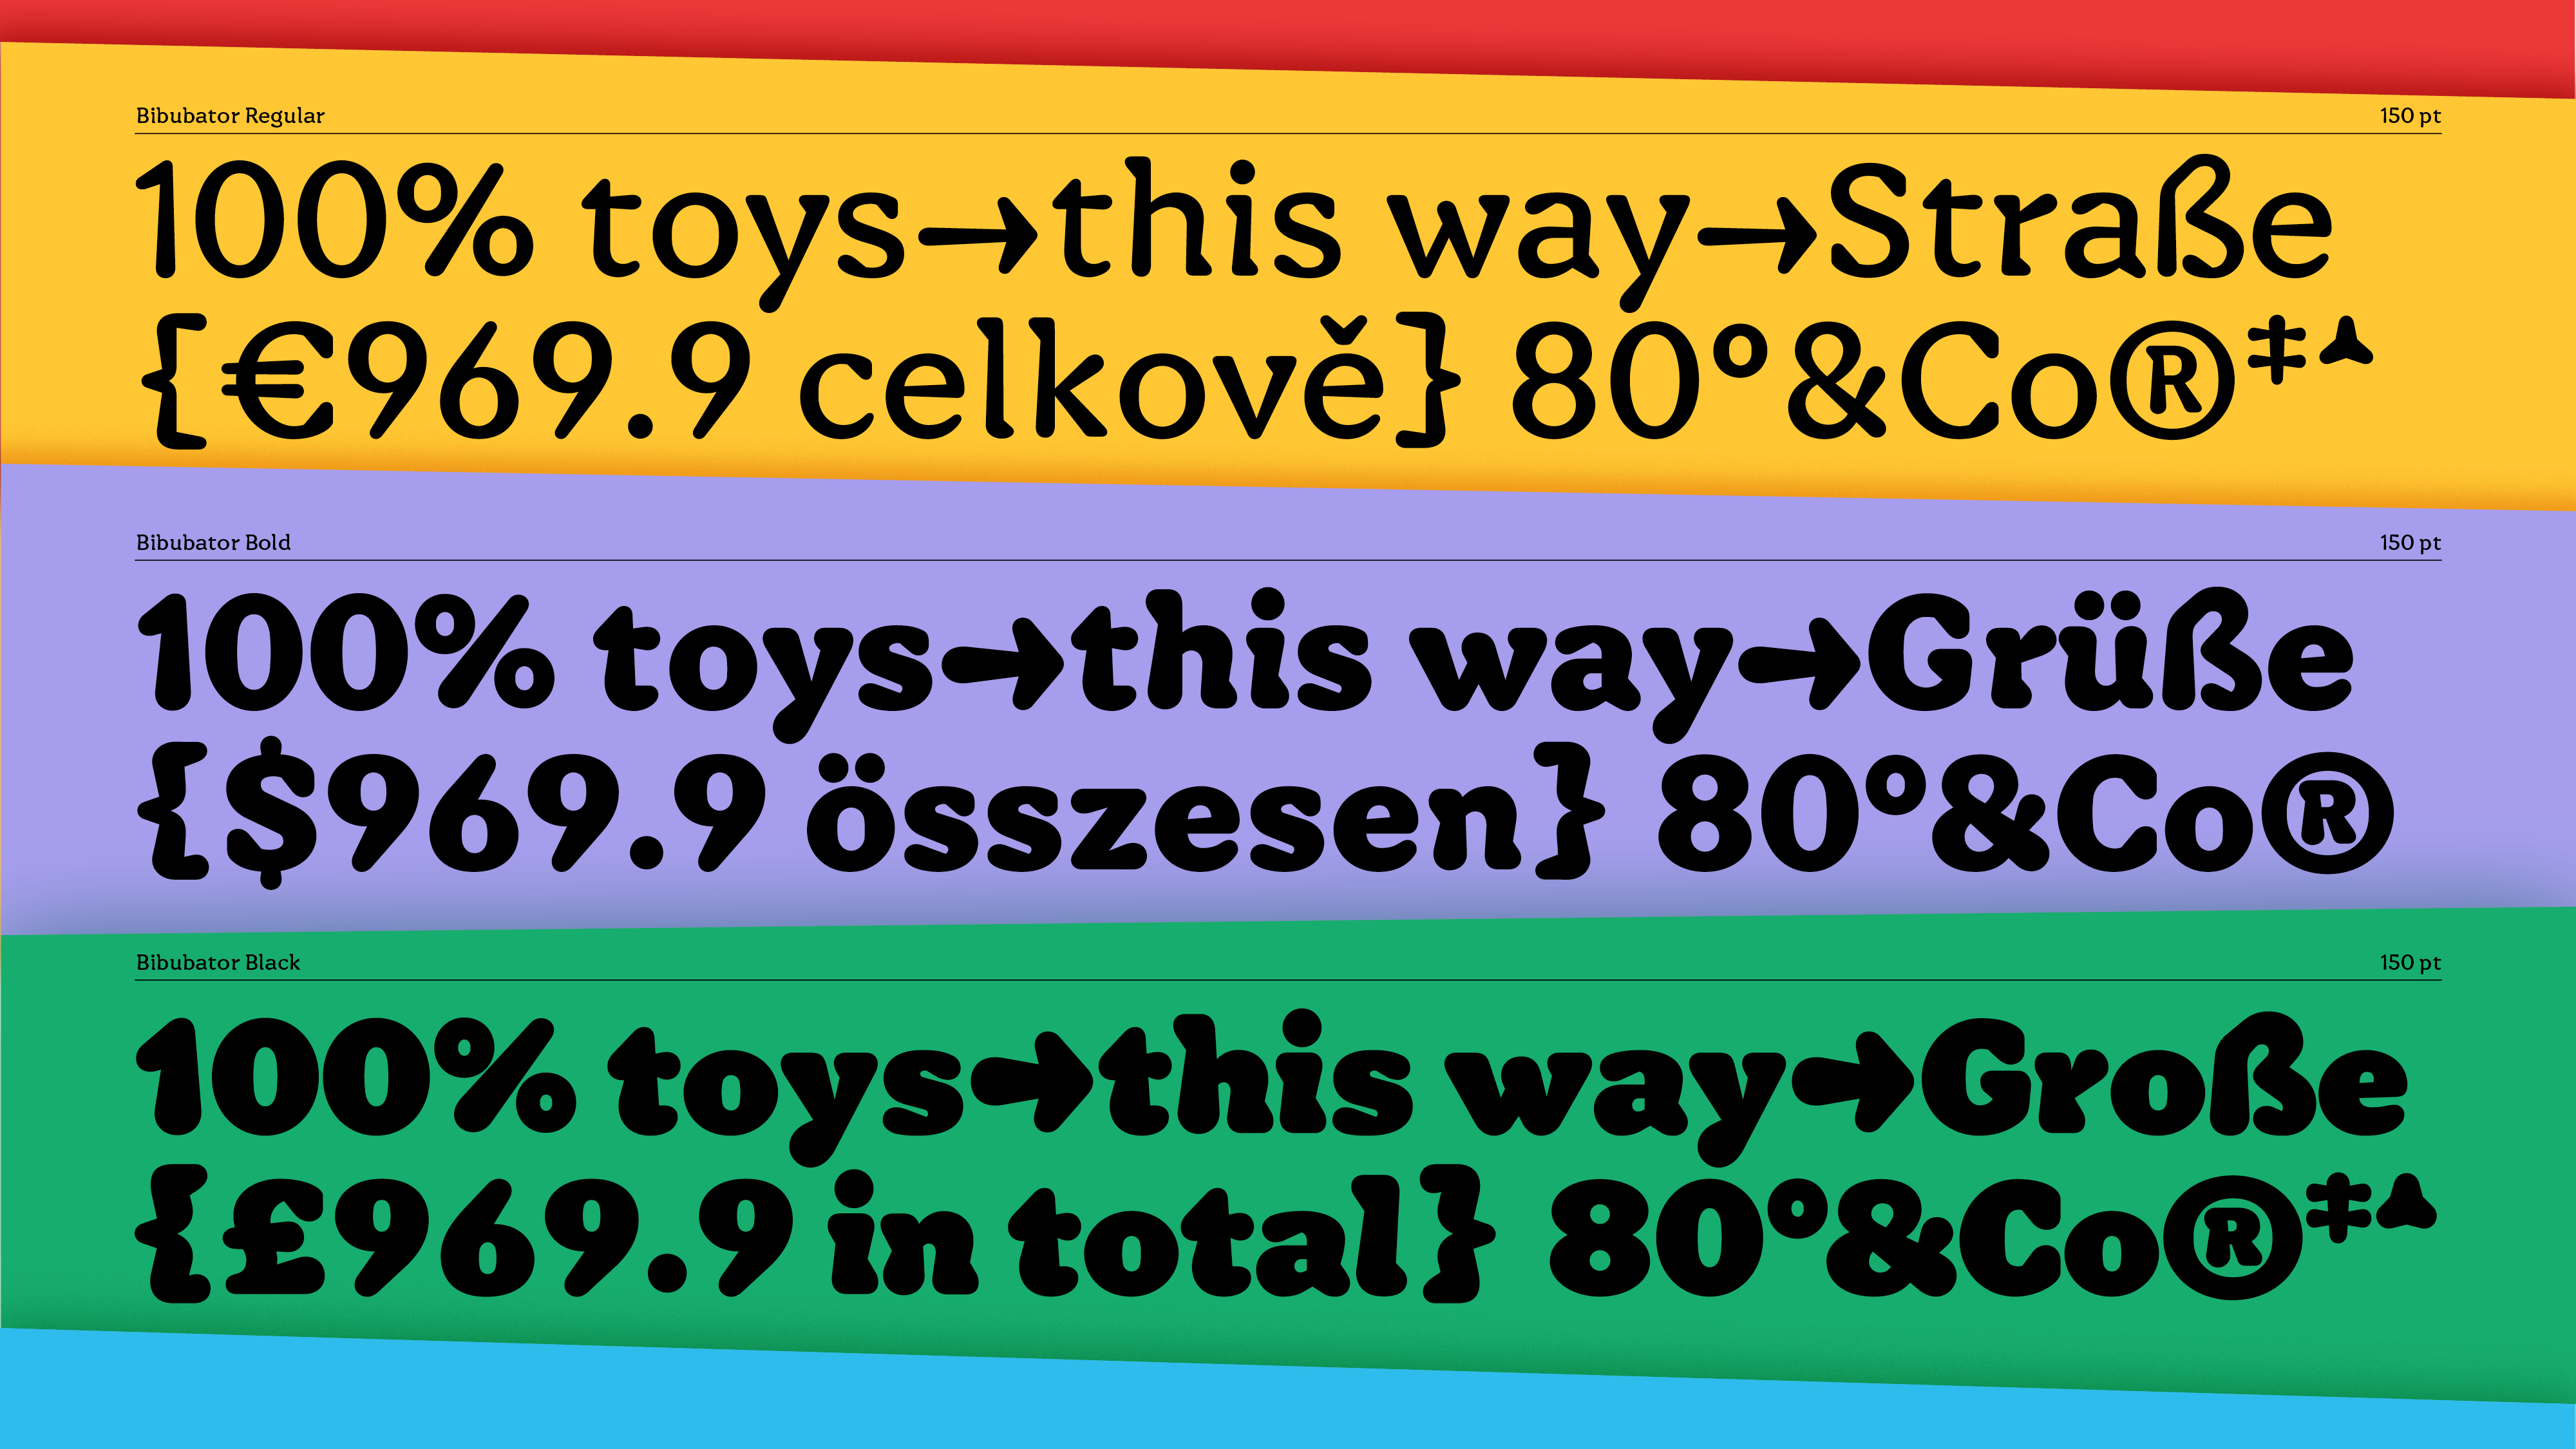 Bibubator Regular 150 pt
100% toys→this way→Straße
{€969.9 celkově} 80°&Co®‡▲
Bibubator Bold 150 pt
100% toys→this way→Grüße
{$969.9 összesen} 80°&Co®
Bibubator Black 150 pt
100% toys→this way→Große
{£969.9 in total} 80°&Co®‡▲